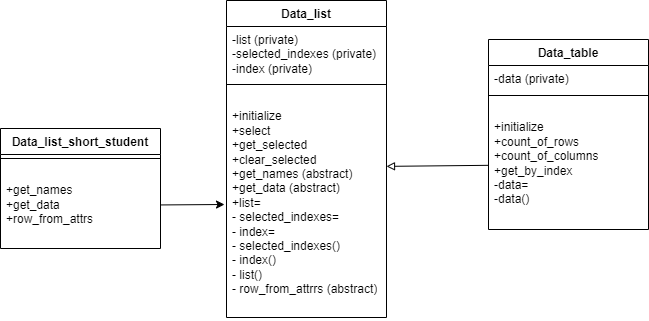 Data_list
-list (private)
-selected_indexes (private)
-index (private)
+initialize
+select
+get_selected
+clear_selected
+get_names (abstract)
+get_data (abstract)
+list=
- selected_indexes=
- index=
- selected_indexes()
- index()
- list()
- row_from_attrrs (abstract)
Data_list_short_student
+get_names
+get_data
+row_from_attrs
Data_table
-data (private)
+initialize
+count_of_rows
+count_of_columns
+get_by_index
-data=
-data()